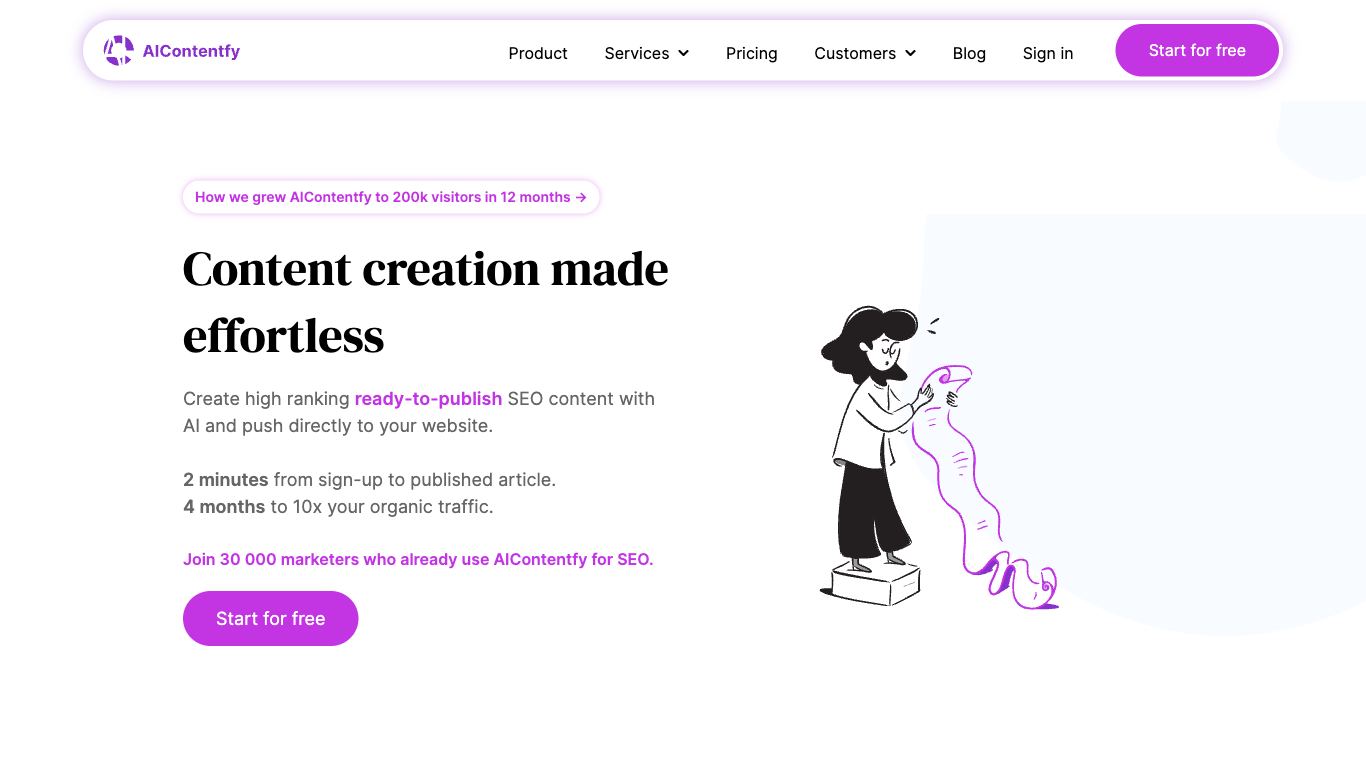 AIContentfy
Product
Services
Pricing
Customers
Blog
Sign in
Start for free
How we grew AIContentfy to 200k visitors in 12 months →
Content creation made
effortless
Create high ranking ready-to-publish SEO content with
AI and push directly to your website.
2 minutes from sign-up to published article.
4 months to 10x your organic traffic.
Join 30 000 marketers who already use AIContentfy for SEO.
Start for free